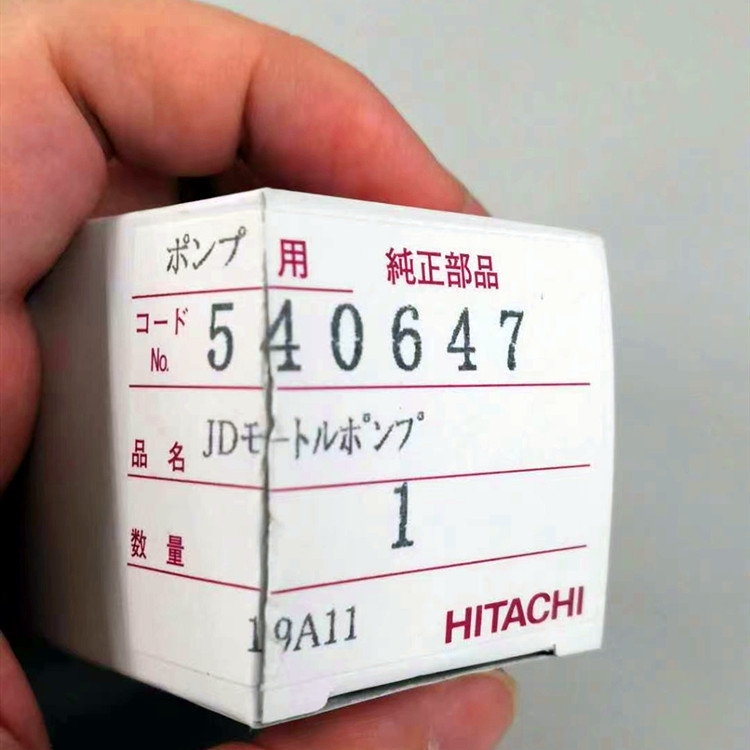 ポンプ 用 純正部品
コード No. 540647
品名 JDモートルポンプ
数量 1
19A11 HITACHI